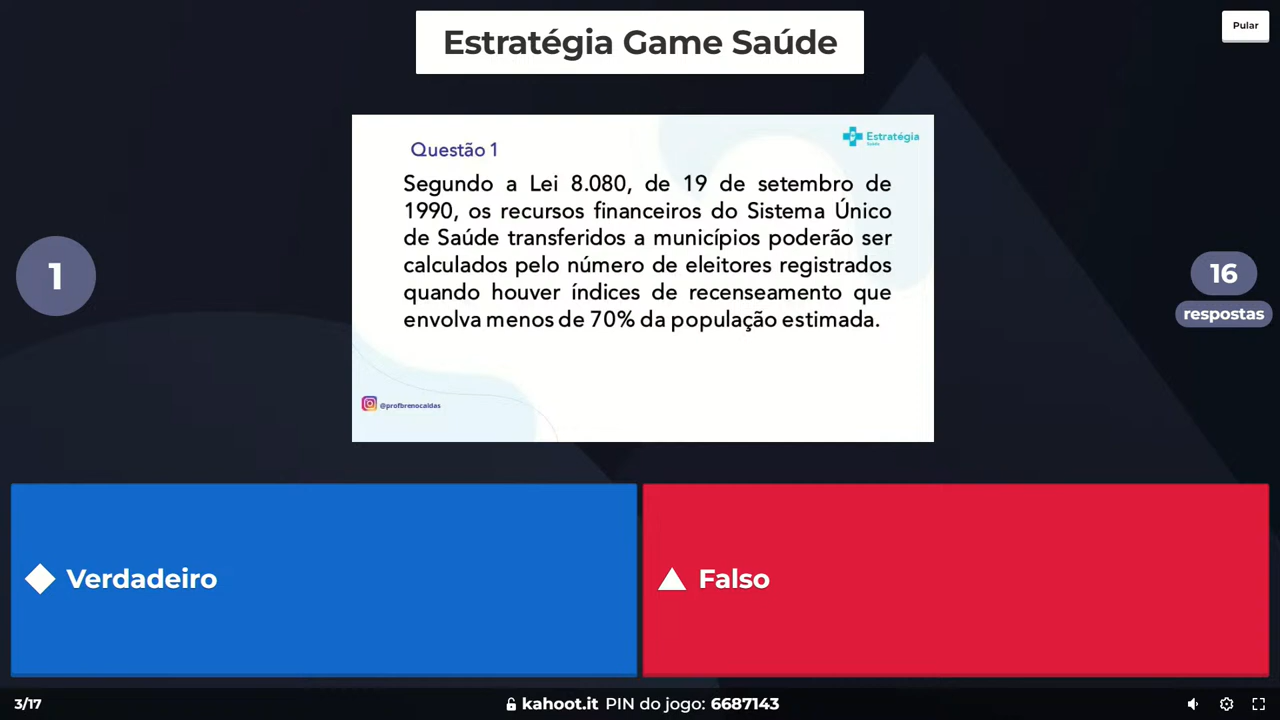 Estratégia Game Saúde
Pular
Estratégia
Saúde
Questão 1
Segundo a Lei 8.080, de 19 de setembro de
1990, os recursos financeiros do Sistema Único
de Saúde transferidos a municípios poderão ser
calculados pelo número de eleitores registrados
quando houver índices de recenseamento que
envolva menos de 70% da população estimada.
@profbrenocaldas
1
16
respostas
Verdadeiro
Falso
3/17
kahoot.it PIN do jogo: 6687143